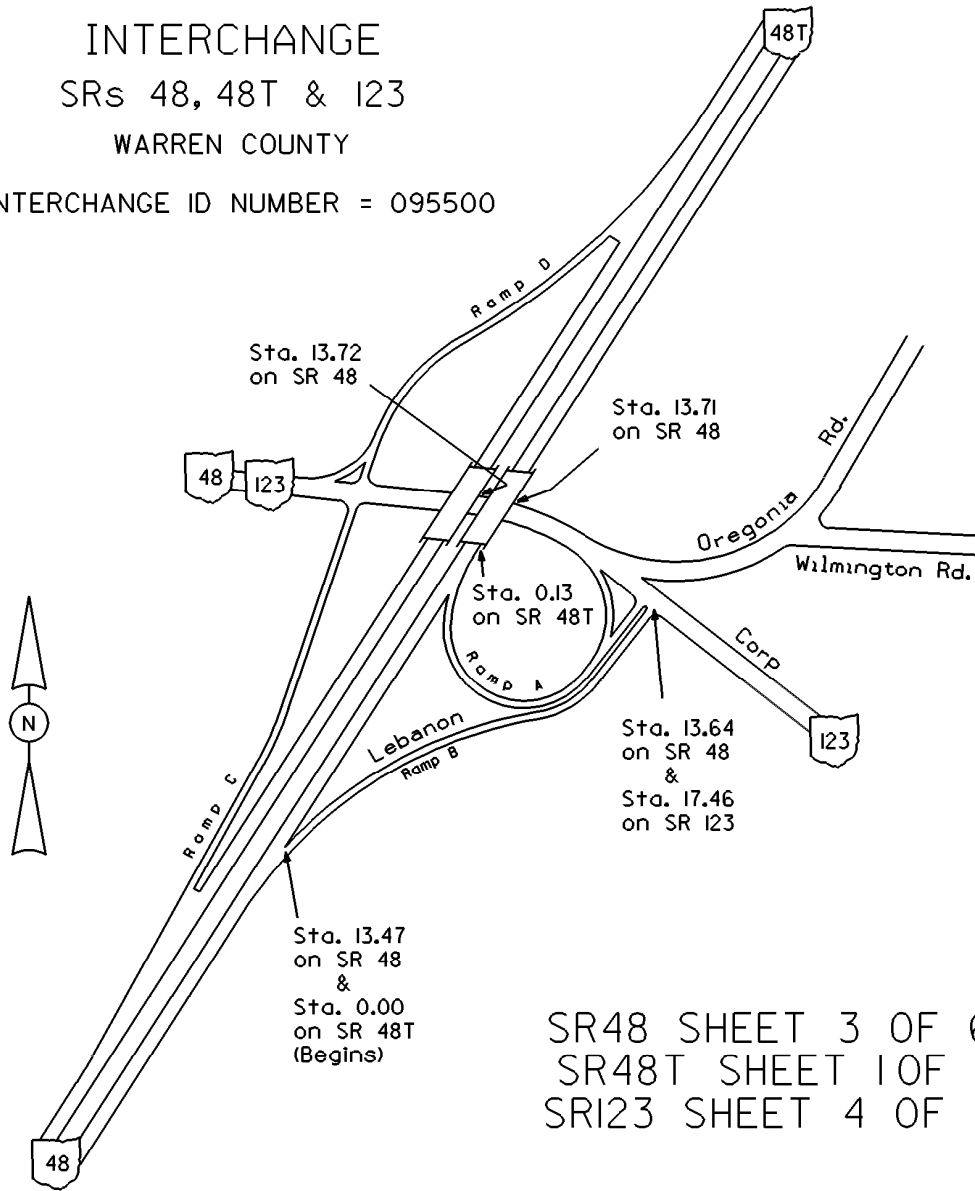 INTERCHANGE
SRs 48, 48T & 123
WARREN COUNTY
NTERCHANGE ID NUMBER = 095500
48T
Ramp D
Sta. 13.72
on SR 48
Sta. 13.71
on SR 48
48
123
Oregonia Rd.
Wilmington Rd.
Sta. 0.13
on SR 48T
Ramp A
Corp
Lebanon
Ramp B
123
N
Ramp C
Sta. 13.64
on SR 48
&
Sta. 17.46
on SR 123
Sta. 13.47
on SR 48
&
Sta. 0.00
on SR 48T
(Begins)
SR48 SHEET 3 OF
SR48T SHEET 1 OF
SR123 SHEET 4 OF
48